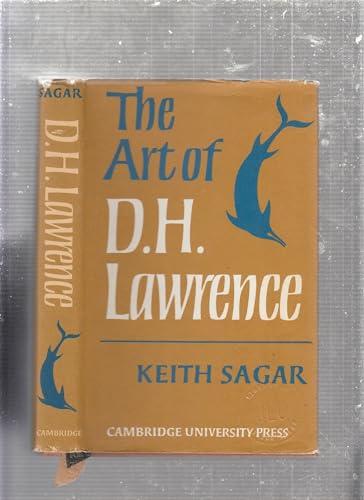 SAGAR
D.H. Lawrence
CAMBRIDGE
The
Art of
D.H.
Lawrence
KEITH SAGAR
CAMBRIDGE UNIVERSITY PRESS